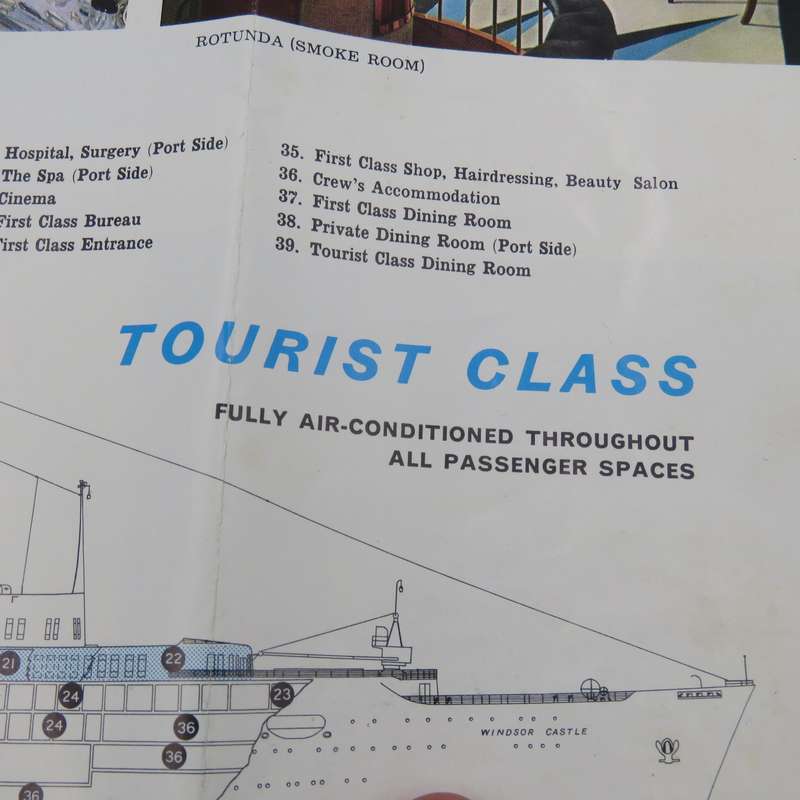 ROTUNDA (SMOKE ROOM)
Hospital, Surgery (Port Side)
The Spa (Port Side)
Cinema
First Class Bureau
First Class Entrance
35. First Class Shop, Hairdressing, Beauty Salon
36. Crew's Accommodation
37. First Class Dining Room
38. Private Dining Room (Port Side)
39. Tourist Class Dining Room
TOURIST CLASS
FULLY AIR-CONDITIONED THROUGHOUT
ALL PASSENGER SPACES
21
22
24
23
24
36
36
36
WINDSOR CASTLE